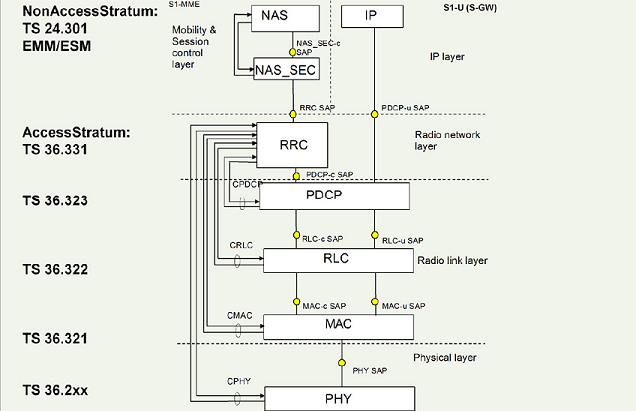 S1-MME
S1-U (S-GW)
NonAccessStratum:
TS 24.301
EMM/ESM
Mobility &
Session
control
layer
NAS
IP
NAS_SEC-c
SAP
NAS_SEC
IP layer
RRC SAP
PDCP-u SAP
AccessStratum:
TS 36.331
RRC
Radio network
layer
PDCP-c SAP
CPDCP
PDCP
TS 36.323
RLC-c SAP
RLC-u SAP
CRLC
RLC
Radio link layer
TS 36.322
MAC-c SAP
MAC-u SAP
CMAC
MAC
TS 36.321
Physical layer
PHY SAP
CPHY
TS 36.2xx
PHY